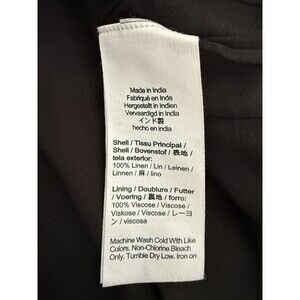 Made in India
Fabriqué en Inde
Hergestellt in Indien
Vervaardigd in India
インド製
hecho en india
Shell / Tissu Principal /
Shell / Bovenstof / 表地 /
tela exterior:
100% Linen / Lin / Leinen /
Linnen / 麻 / lino
Lining / Doublure / Futter
/ Voering / 裏地 / forro:
100% Viscose / Viscose /
Viskose / Viscose / レーヨ
ン / viscosa
Machine Wash Cold With Like
Colors. Non-Chlorine Bleach
Only. Tumble Dry Low. Iron on